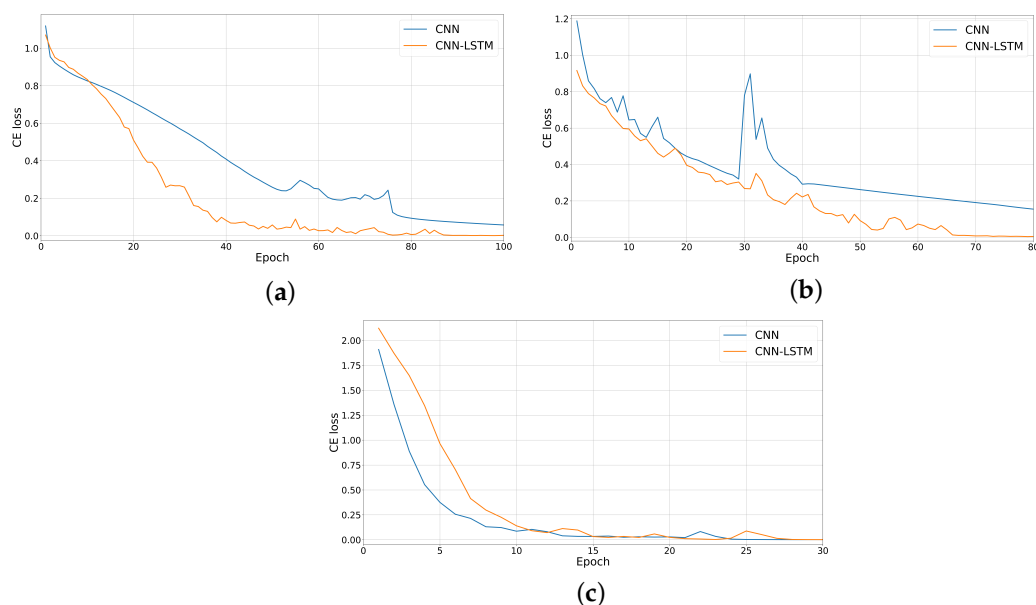 CNN
CNN-LSTM
1.0
0.8
0.6
0.4
0.2
0.0
CE loss
0 20 40 60 80 100
Epoch
(a)
CNN
CNN-LSTM
1.2
1.0
0.8
0.6
0.4
0.2
0.0
CE loss
0 10 20 30 40 50 60 70 80
Epoch
(b)
CNN
CNN-LSTM
2.00
1.75
1.50
1.25
1.00
0.75
0.50
0.25
0.00
CE loss
0 5 10 15 20 25 30
Epoch
(c)